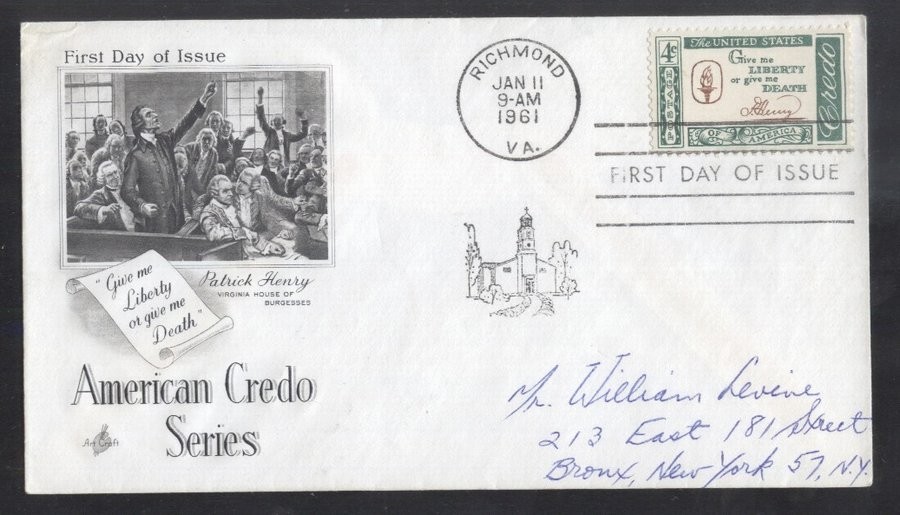 First Day of Issue
"Give me
Liberty
or give me
Death"
Patrick Henry
VIRGINIA HOUSE OF
BURGESSES
American Credo
Series
Art Craft
RICHMOND
JAN 11
9-AM
1961
VA.
4¢
The UNITED STATES
Give me
LIBERTY
or give me
DEATH
P Henry
Credo
POSTAGE
OF AMERICA
FIRST DAY OF ISSUE
Mr. William Levine
213 East 181 Street
Bronx, New York 57, N.Y.